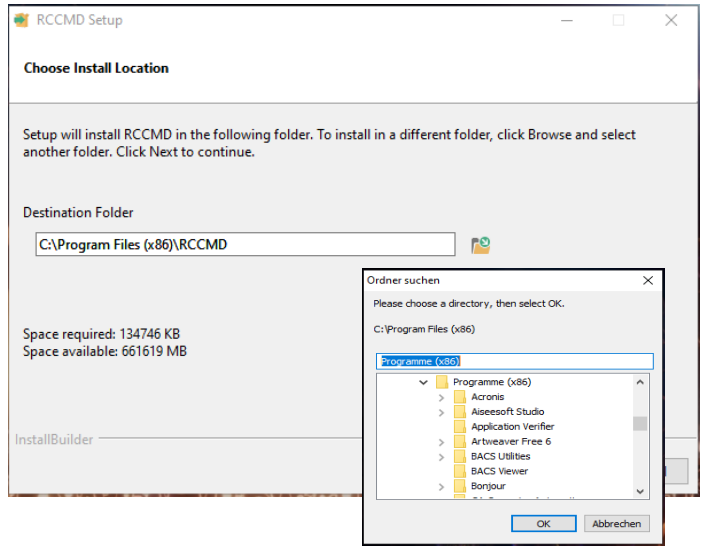 RCCMD Setup
Choose Install Location
Setup will install RCCMD in the following folder. To install in a different folder, click Browse and select
another folder. Click Next to continue.
Destination Folder
C:\Program Files (x86)\RCCMD
Space required: 134746 KB
Space available: 661619 MB
InstallBuilder
Ordner suchen
Please choose a directory, then select OK.
C:\Program Files (x86)
Programme (x86)
Programme (x86)
Acronis
Aiseesoft Studio
Application Verifier
Artweaver Free 6
BACS Utilities
BACS Viewer
Bonjour
OK
Abbrechen